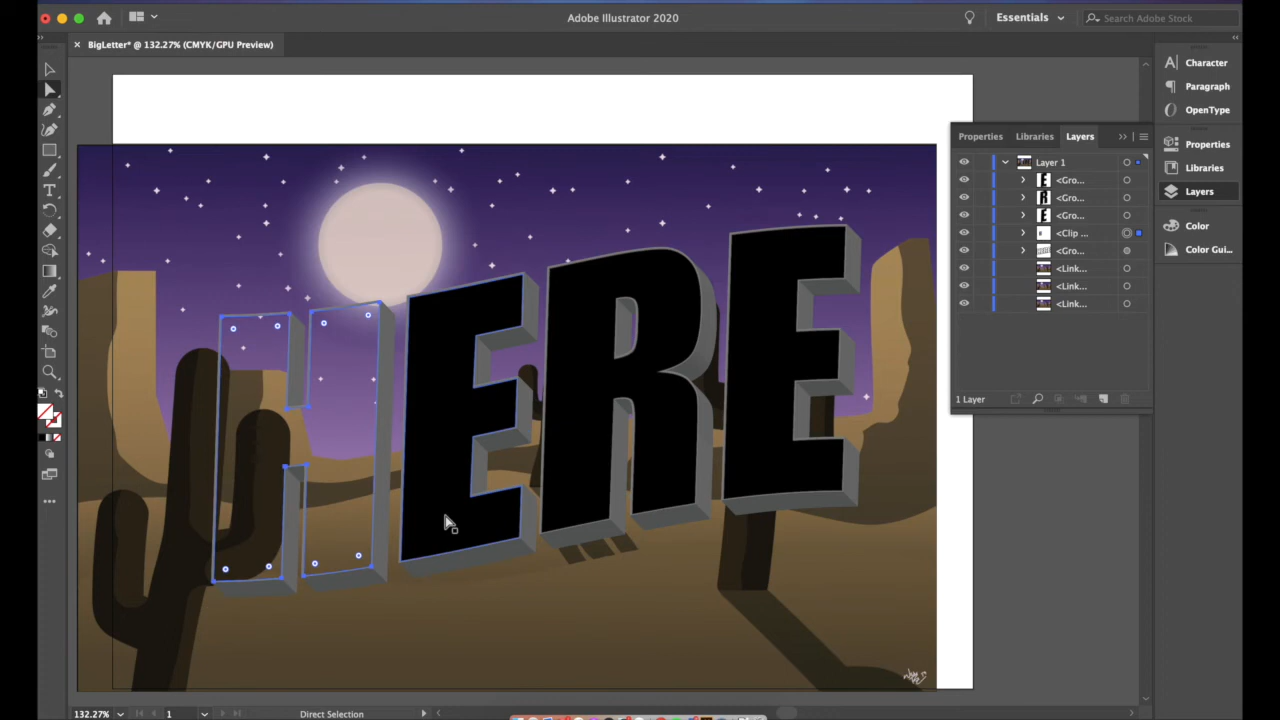 Adobe Illustrator 2020
Essentials
Search Adobe Stock
BigLetter* @ 132.27% (CMYK/GPU Preview)
Character
Paragraph
OpenType
Properties
Libraries
Layers
Color
Color Gui...
Properties Libraries Layers
Layer 1
<Gro...
<Gro...
<Gro...
<Clip ...
<Gro...
<Link...
<Link...
<Link...
1 Layer
HERE
132.27% 1 Direct Selection